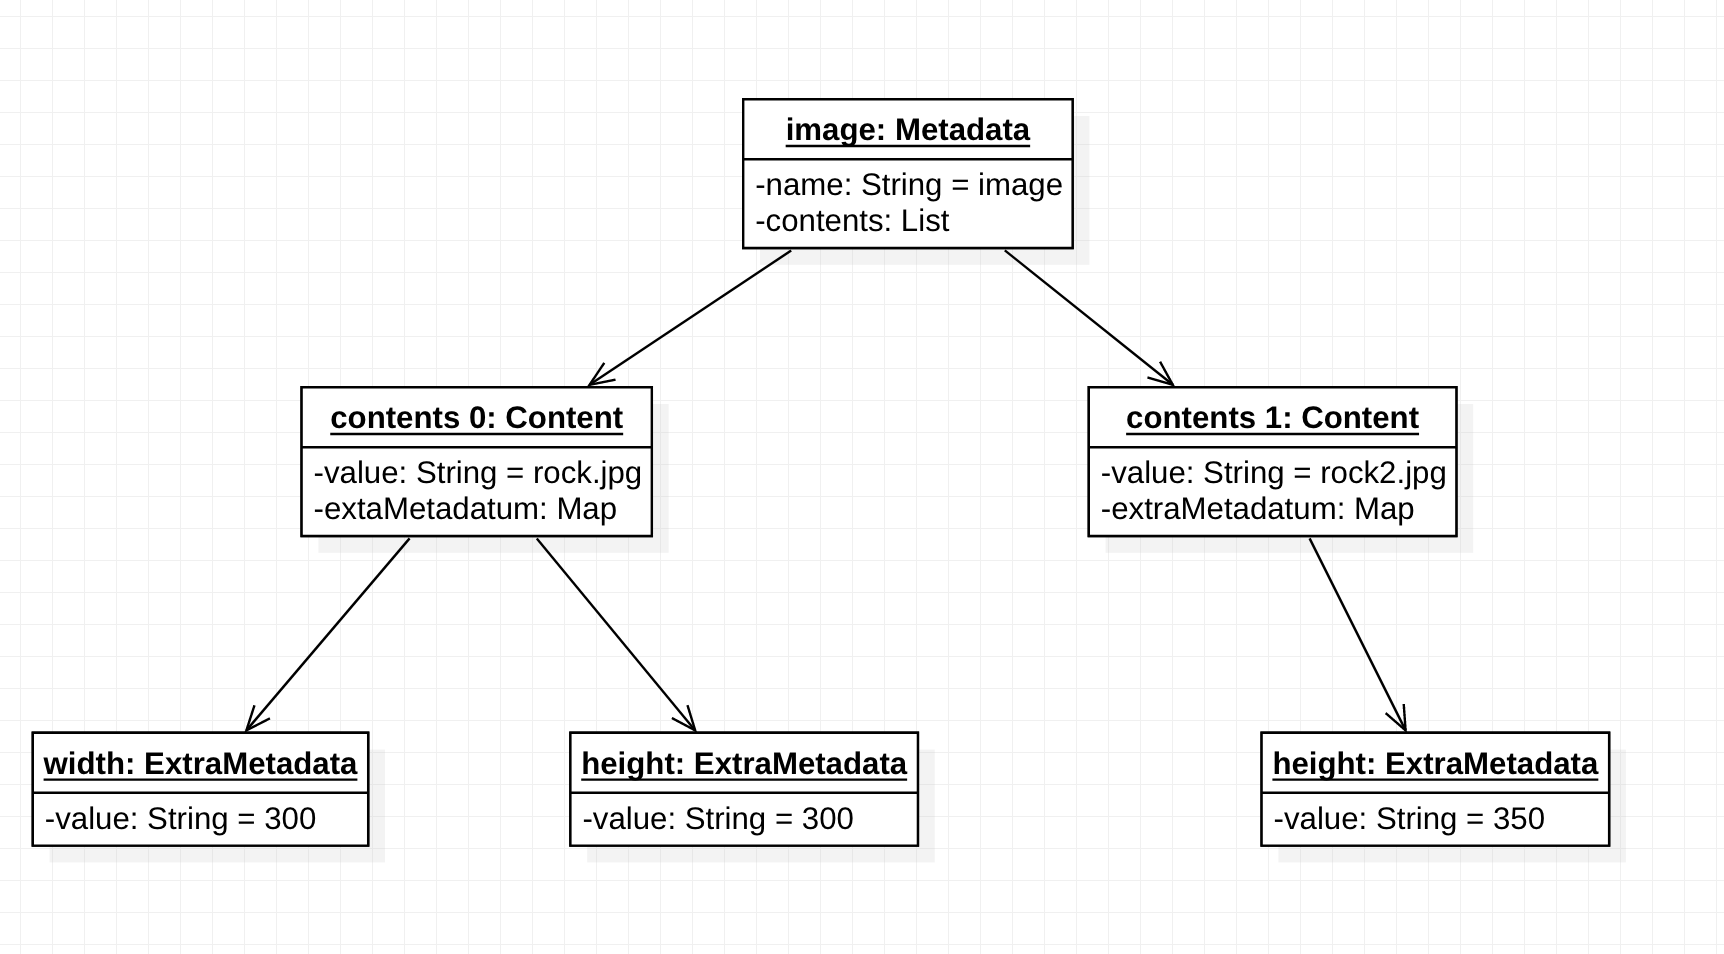 image: Metadata
-name: String = image
-contents: List
contents 0: Content
-value: String = rock.jpg
-extaMetadatum: Map
contents 1: Content
-value: String = rock2.jpg
-extraMetadatum: Map
width: ExtraMetadata
-value: String = 300
height: ExtraMetadata
-value: String = 300
height: ExtraMetadata
-value: String = 350